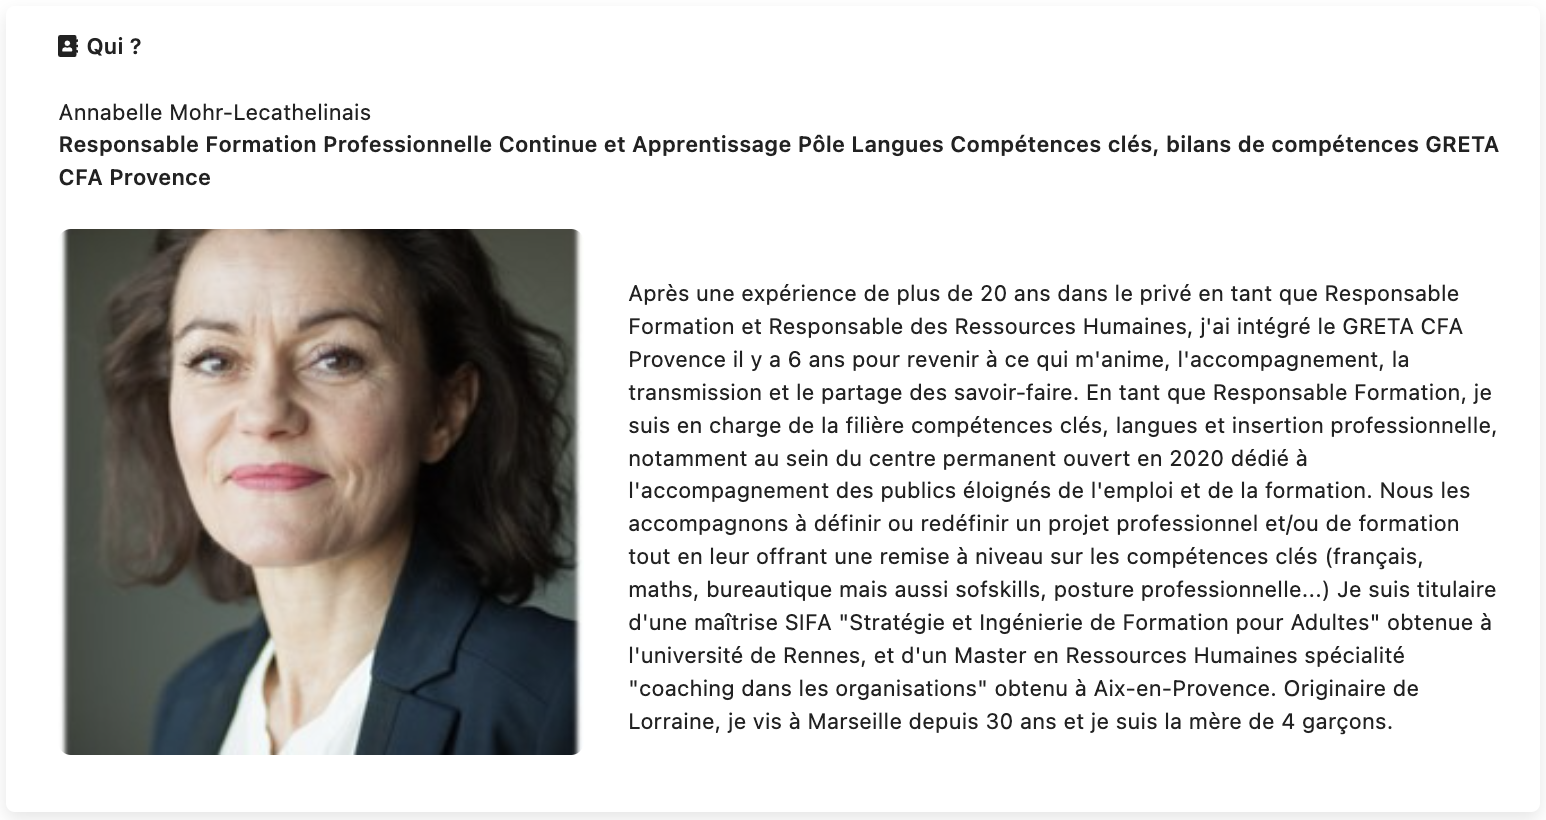 Qui ?
Annabelle Mohr-Lecathelinais
Responsable Formation Professionnelle Continue et Apprentissage Pôle Langues Compétences clés, bilans de compétences GRETA
CFA Provence
Après une expérience de plus de 20 ans dans le privé en tant que Responsable
Formation et Responsable des Ressources Humaines, j'ai intégré le GRETA CFA
Provence il y a 6 ans pour revenir à ce qui m'anime, l'accompagnement, la
transmission et le partage des savoir-faire. En tant que Responsable Formation, je
suis en charge de la filière compétences clés, langues et insertion professionnelle,
notamment au sein du centre permanent ouvert en 2020 dédié à
l'accompagnement des publics éloignés de l'emploi et de la formation. Nous les
accompagnons à définir ou redéfinir un projet professionnel et/ou de formation
tout en leur offrant une remise à niveau sur les compétences clés (français,
maths, bureautique mais aussi sofskills, posture professionnelle...) Je suis titulaire
d'une maîtrise SIFA "Stratégie et Ingénierie de Formation pour Adultes" obtenue à
l'université de Rennes, et d'un Master en Ressources Humaines spécialité
"coaching dans les organisations" obtenu à Aix-en-Provence. Originaire de
Lorraine, je vis à Marseille depuis 30 ans et je suis la mère de 4 garçons.